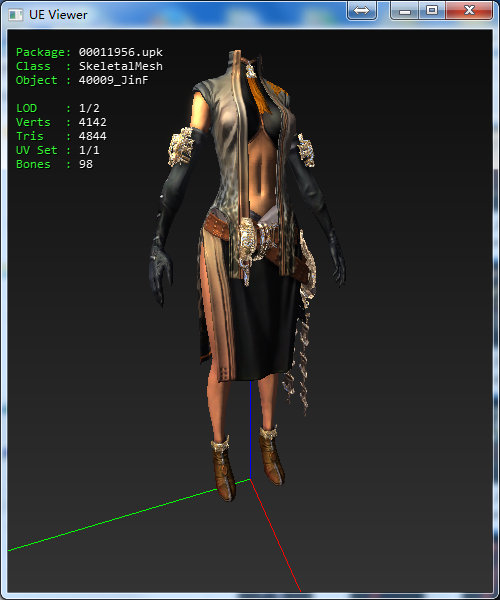 UE Viewer
Package: 00011956.upk
Class : SkeletalMesh
Object : 40009_JinF
LOD : 1/2
Verts : 4142
Tris : 4844
UV Set : 1/1
Bones : 98